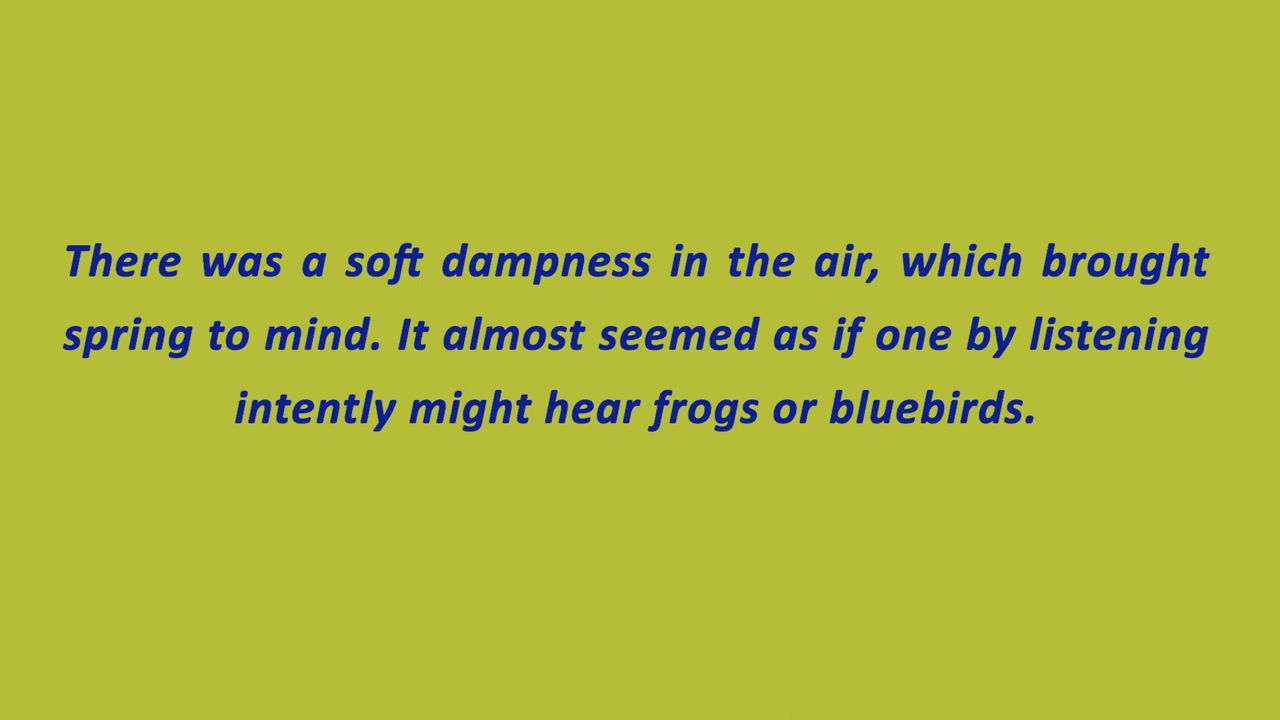 There was a soft dampness in the air, which brought
spring to mind. It almost seemed as if one by listening
intently might hear frogs or bluebirds.